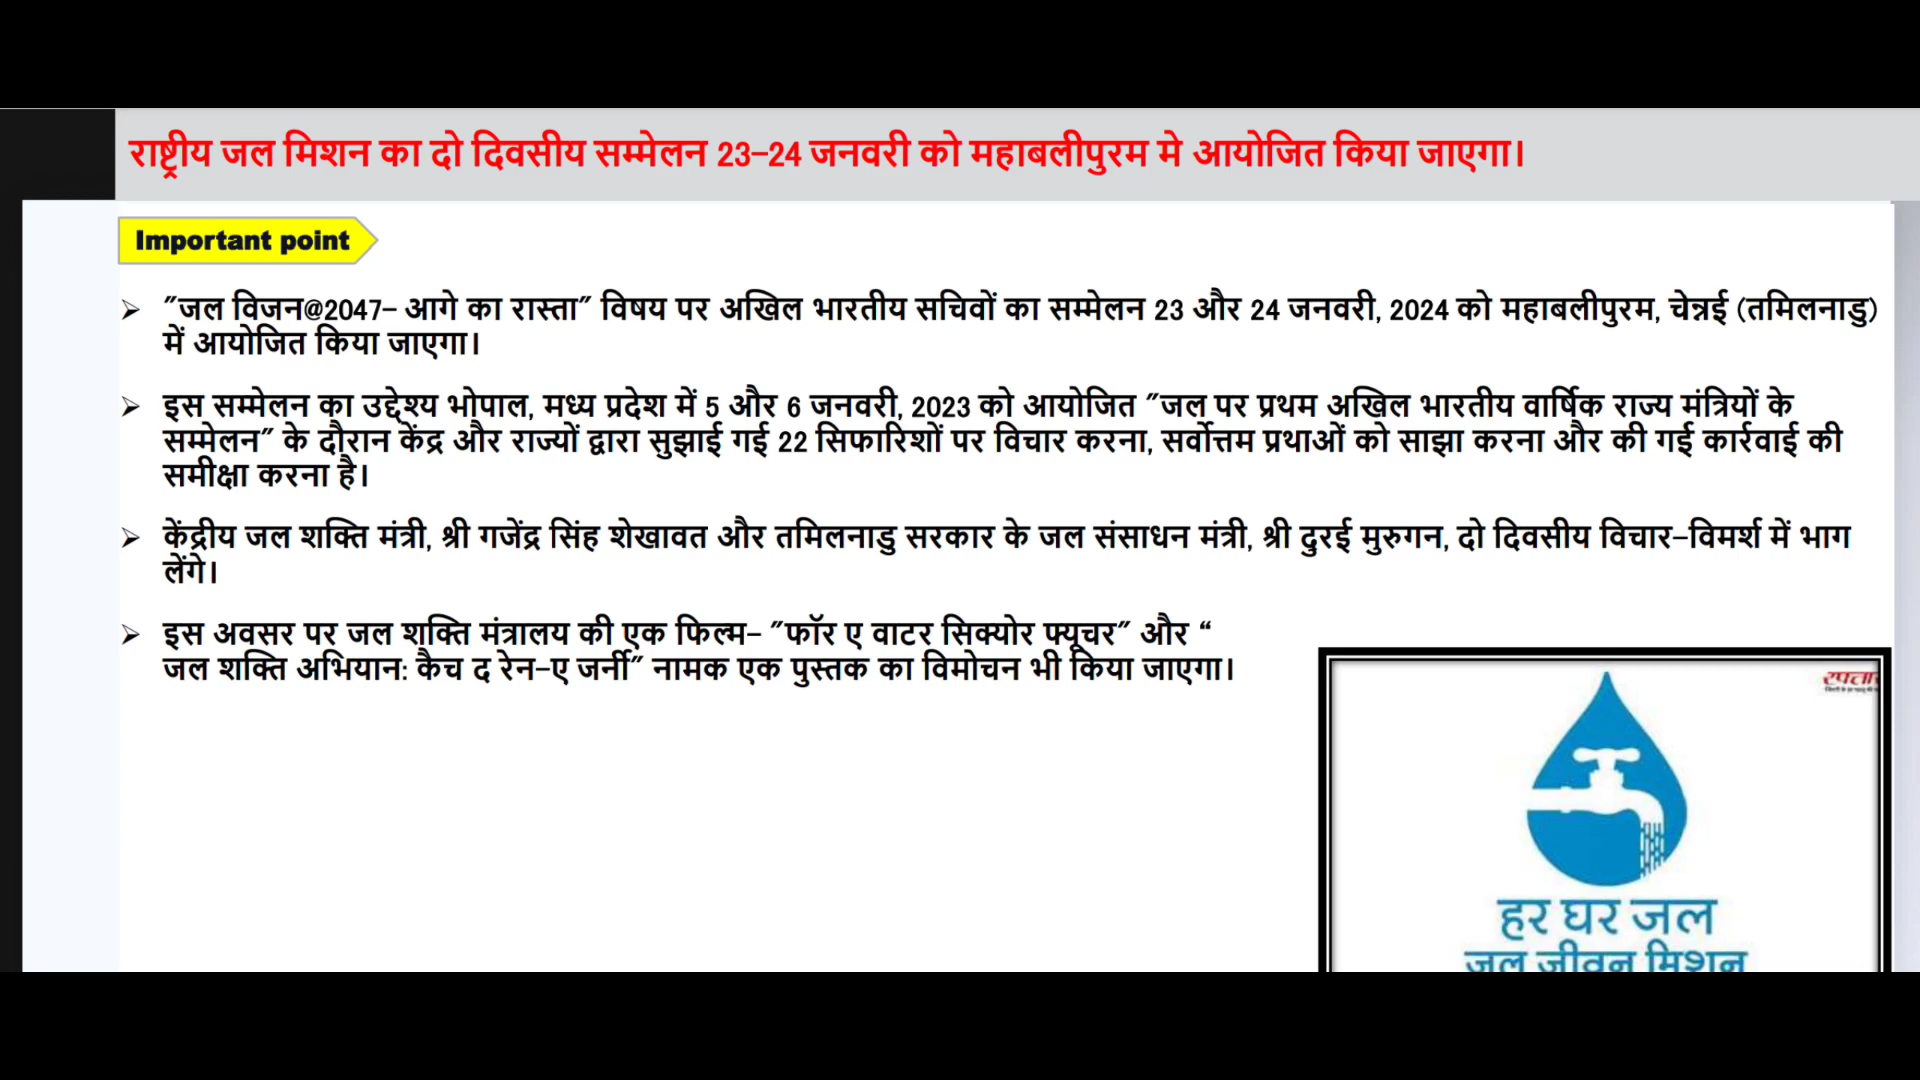 राष्ट्रीय जल मिशन का दो दिवसीय सम्मेलन 23-24 जनवरी को महाबलीपुरम मे आयोजित किया जाएगा।
Important point
"जल विजन@2047- आगे का रास्ता" विषय पर अखिल भारतीय सचिवों का सम्मेलन 23 और 24 जनवरी, 2024 को महाबलीपुरम, चेन्नई (तमिलनाडु)
में आयोजित किया जाएगा।
इस सम्मेलन का उद्देश्य भोपाल, मध्य प्रदेश में 5 और 6 जनवरी, 2023 को आयोजित "जल पर प्रथम अखिल भारतीय वार्षिक राज्य मंत्रियों के
सम्मेलन" के दौरान केंद्र और राज्यों द्वारा सुझाई गई 22 सिफारिशों पर विचार करना, सर्वोत्तम प्रथाओं को साझा करना और की गई कार्रवाई की
समीक्षा करना है।
केंद्रीय जल शक्ति मंत्री, श्री गजेंद्र सिंह शेखावत और तमिलनाडु सरकार के जल संसाधन मंत्री, श्री दुरई मुरुगन, दो दिवसीय विचार-विमर्श में भाग
लेंगे।
इस अवसर पर जल शक्ति मंत्रालय की एक फिल्म- "फॉर ए वाटर सिक्योर फ्यूचर" और “
जल शक्ति अभियान: कैच द रेन-ए जर्नी" नामक एक पुस्तक का विमोचन भी किया जाएगा।
हर घर जल
जल जीवन मिशन